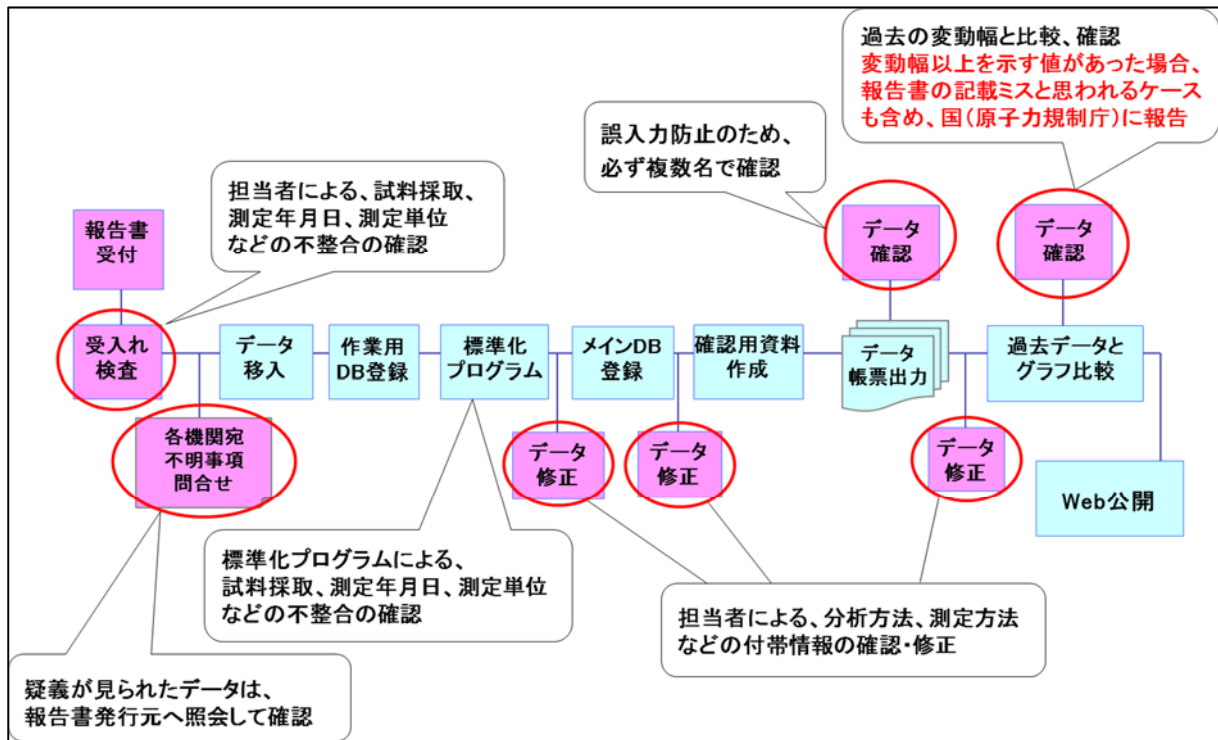 過去の変動幅と比較、確認
変動幅以上を示す値があった場合、
報告書の記載ミスと思われるケース
も含め、国(原子力規制庁)に報告
誤入力防止のため、
必ず複数名で確認
担当者による、試料採取、
測定年月日、測定単位
などの不整合の確認
報告書
受付
データ
確認
データ
確認
受入れ
検査
データ
移入
作業用
DB登録
標準化
プログラム
メインDB
登録
確認用資料
作成
データ
帳票出力
過去データと
グラフ比較
各機関宛
不明事項
問合せ
データ
修正
データ
修正
データ
修正
Web公開
標準化プログラムによる、
試料採取、測定年月日、測定単位
などの不整合の確認
担当者による、分析方法、測定方法
などの付帯情報の確認・修正
疑義が見られたデータは、
報告書発行元へ照会して確認